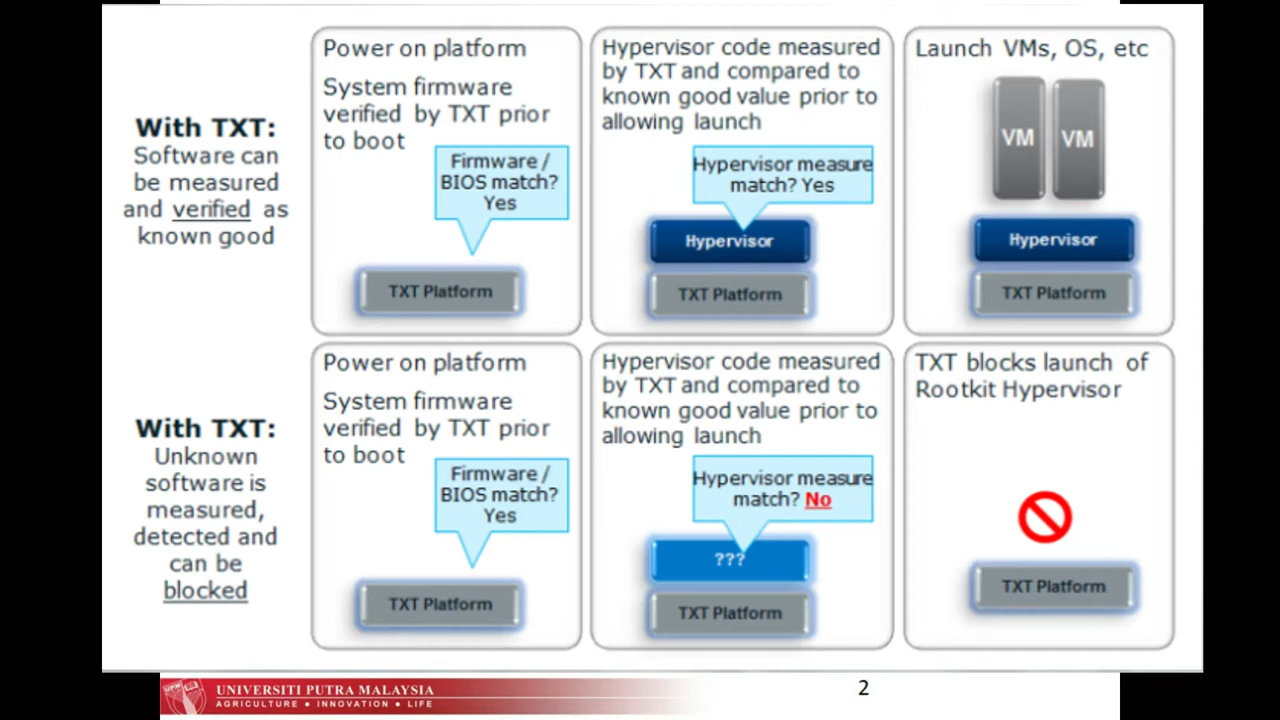 With TXT:
Software can
be measured
and verified as
known good
Power on platform
System firmware
verified by TXT prior
to boot
Firmware /
BIOS match?
Yes
TXT Platform
Hypervisor code measured
by TXT and compared to
known good value prior to
allowing launch
Hypervisor measure
match? Yes
Hypervisor
TXT Platform
Launch VMs, OS, etc
VM
VM
Hypervisor
TXT Platform
With TXT:
Unknown
software is
measured,
detected and
can be
blocked
Power on platform
System firmware
verified by TXT prior
to boot
Firmware /
BIOS match?
Yes
TXT Platform
Hypervisor code measured
by TXT and compared to
known good value prior to
allowing launch
Hypervisor measure
match? No
???
TXT Platform
TXT blocks launch of
Rootkit Hypervisor
TXT Platform
UNIVERSITI PUTRA MALAYSIA
AGRICULTURE • INNOVATION • LIFE
2